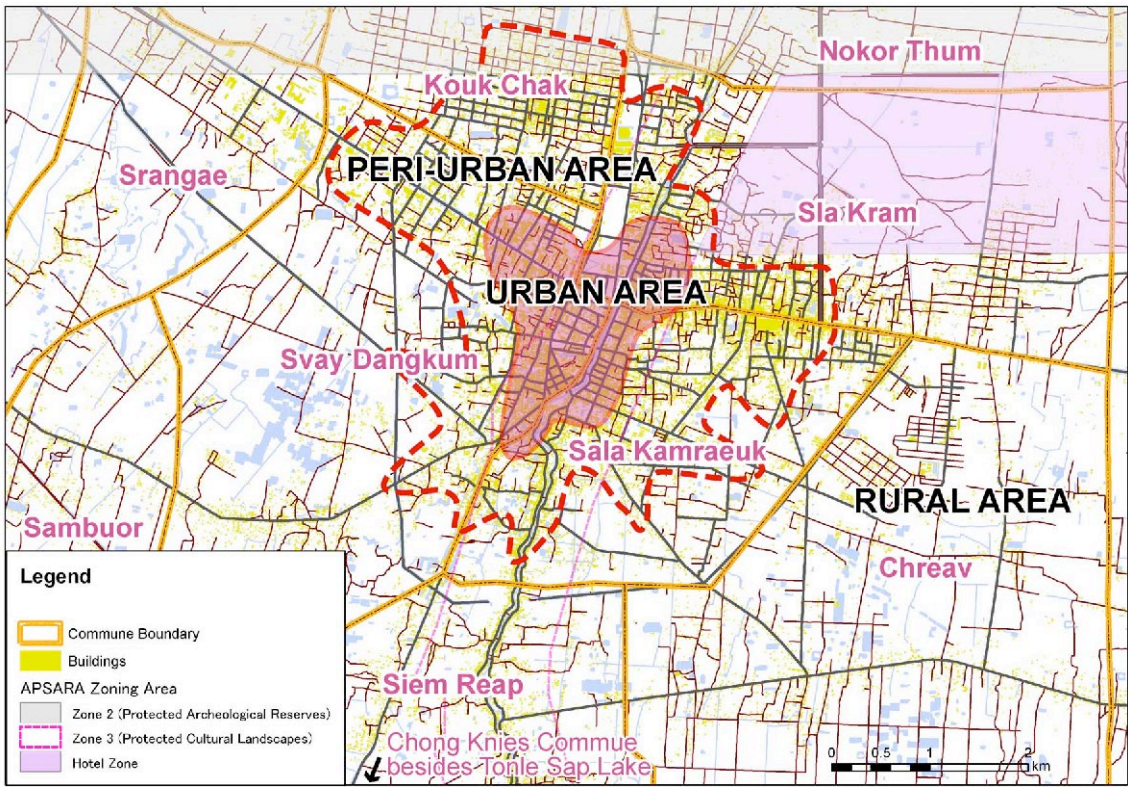 Nokor Thum
Kouk Chak
PERI-URBAN AREA
Srangae
Sla Kram
URBAN AREA
Svay Dangkum
Sala Kamraeuk
RURAL AREA
Sambuor
Chreav
Legend
Commune Boundary
Buildings
APSARA Zoning Area
Zone 2 (Protected Archeological Reserves)
Zone 3 (Protected Cultural Landscapes)
Hotel Zone
Siem Reap
Chong Knies Commue
besides Tonle Sap Lake
0 0.5 1 2
km